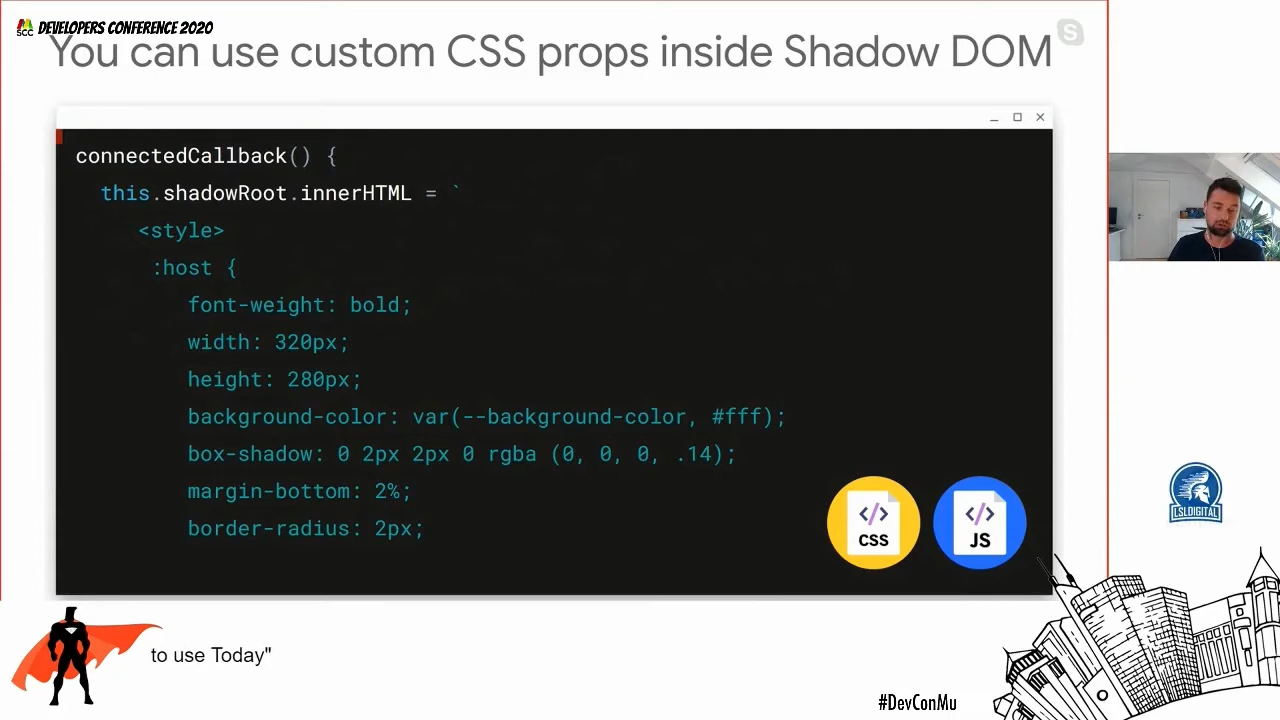 SCC DEVELOPERS CONFERENCE 2020
You can use custom CSS props inside Shadow DOM
S
connectedCallback() {
this.shadowRoot.innerHTML = `
<style>
:host {
font-weight: bold;
width: 320px;
height: 280px;
background-color: var(--background-color, #fff);
box-shadow: 0 2px 2px 0 rgba (0, 0, 0, .14);
margin-bottom: 2%;
border-radius: 2px;
</> CSS
</> JS
LSLDIGITAL
to use Today"
#DevConMu